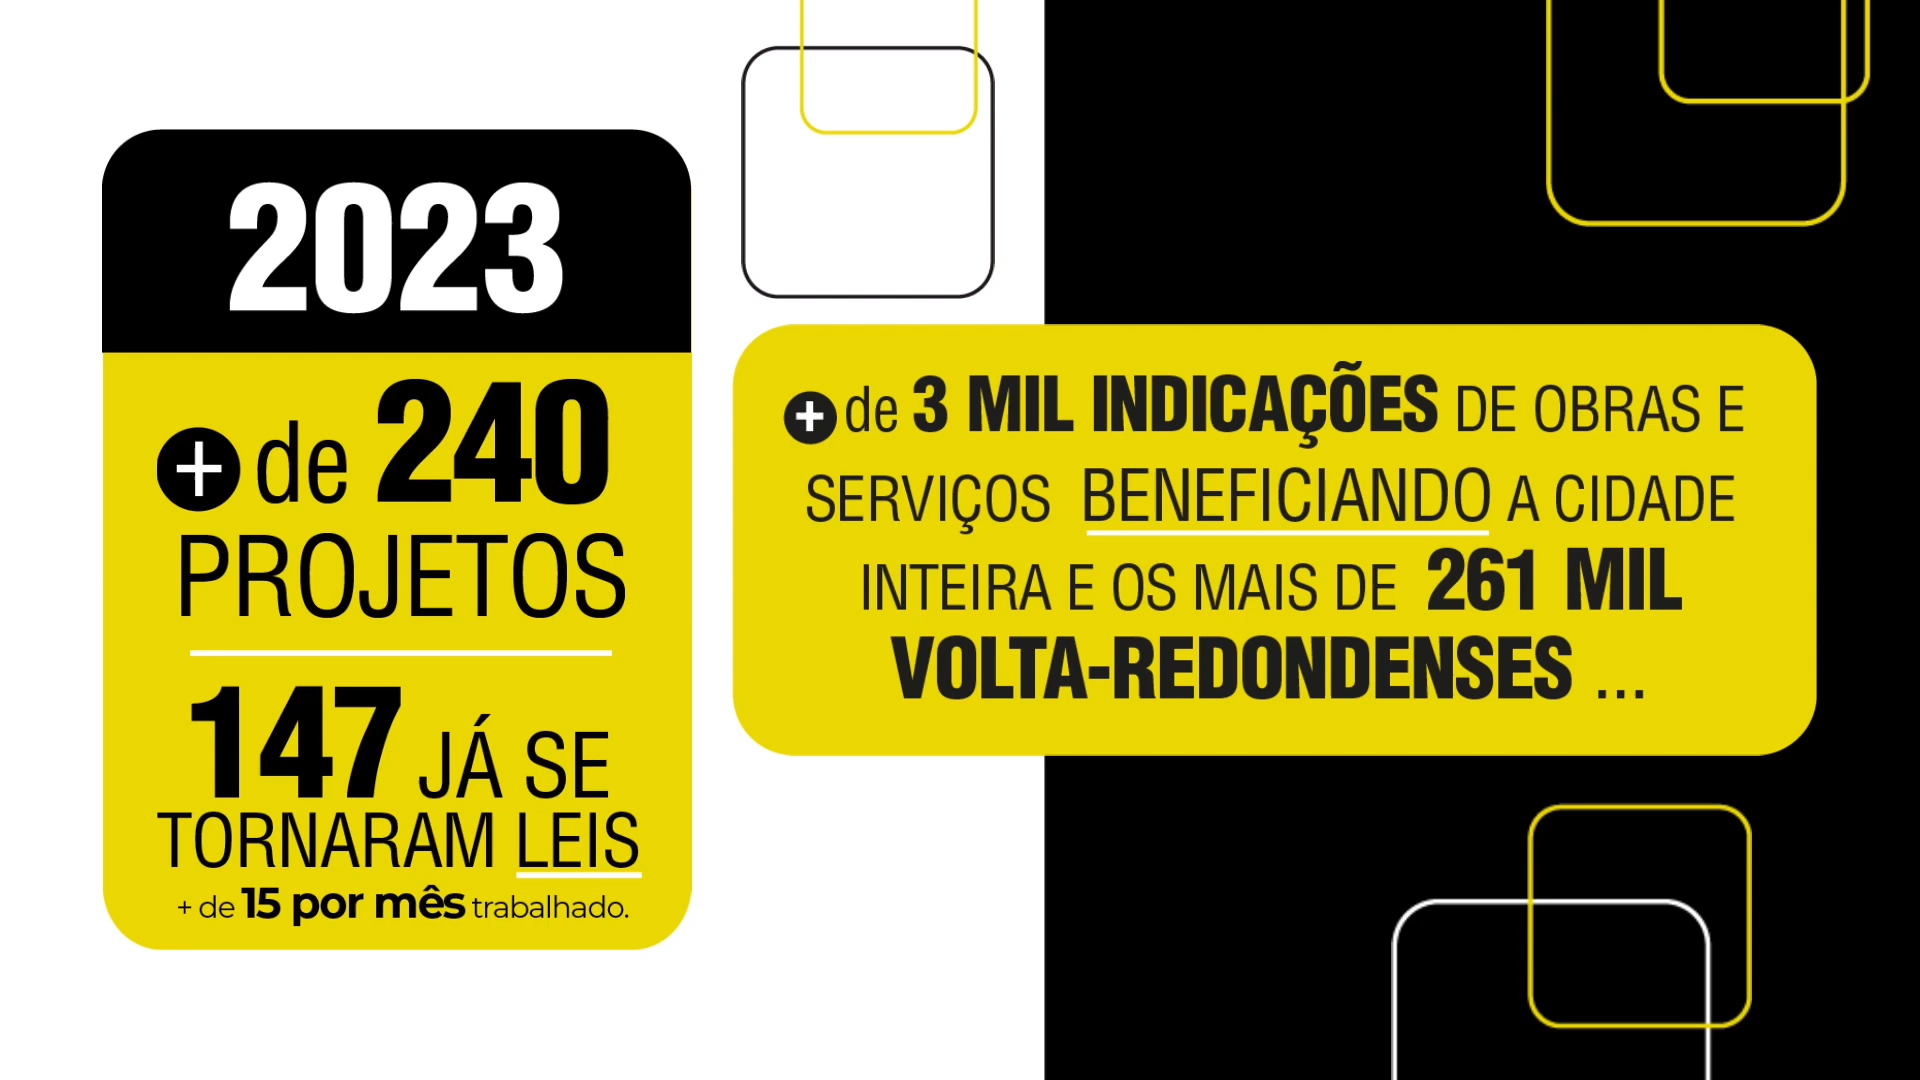 2023
+ de 240
PROJETOS
147 JÁ SE
TORNARAM LEIS
+ de 15 por mês trabalhado.
+ de 3 MIL INDICAÇÕES DE OBRAS E
SERVIÇOS BENEFICIANDO A CIDADE
INTEIRA E OS MAIS DE 261 MIL
VOLTA-REDONDENSES ...